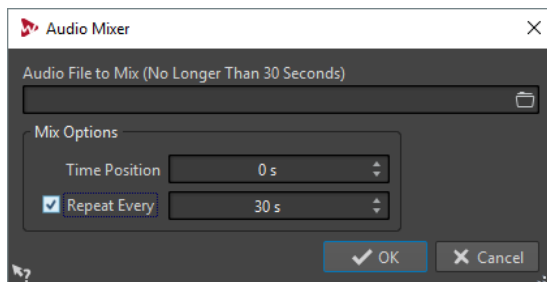 Audio Mixer
Audio File to Mix (No Longer Than 30 Seconds)
Mix Options
Time Position 0 s
Repeat Every 30 s
OK Cancel
?